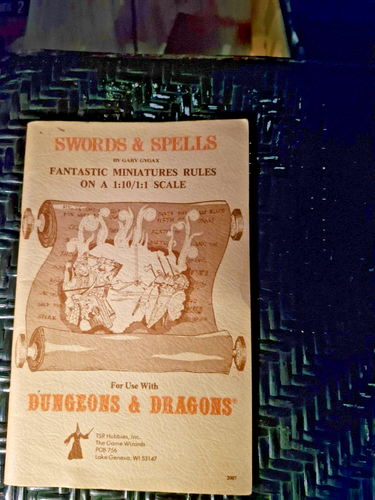 SWORDS & SPELLS
BY GARY GYGAX
FANTASTIC MINIATURES RULES
ON A 1:10/1:1 SCALE
For Use With
DUNGEONS & DRAGONS®
TSR Hobbies, Inc.
The Game Wizards
POB 756
Lake Geneva, WI 53147